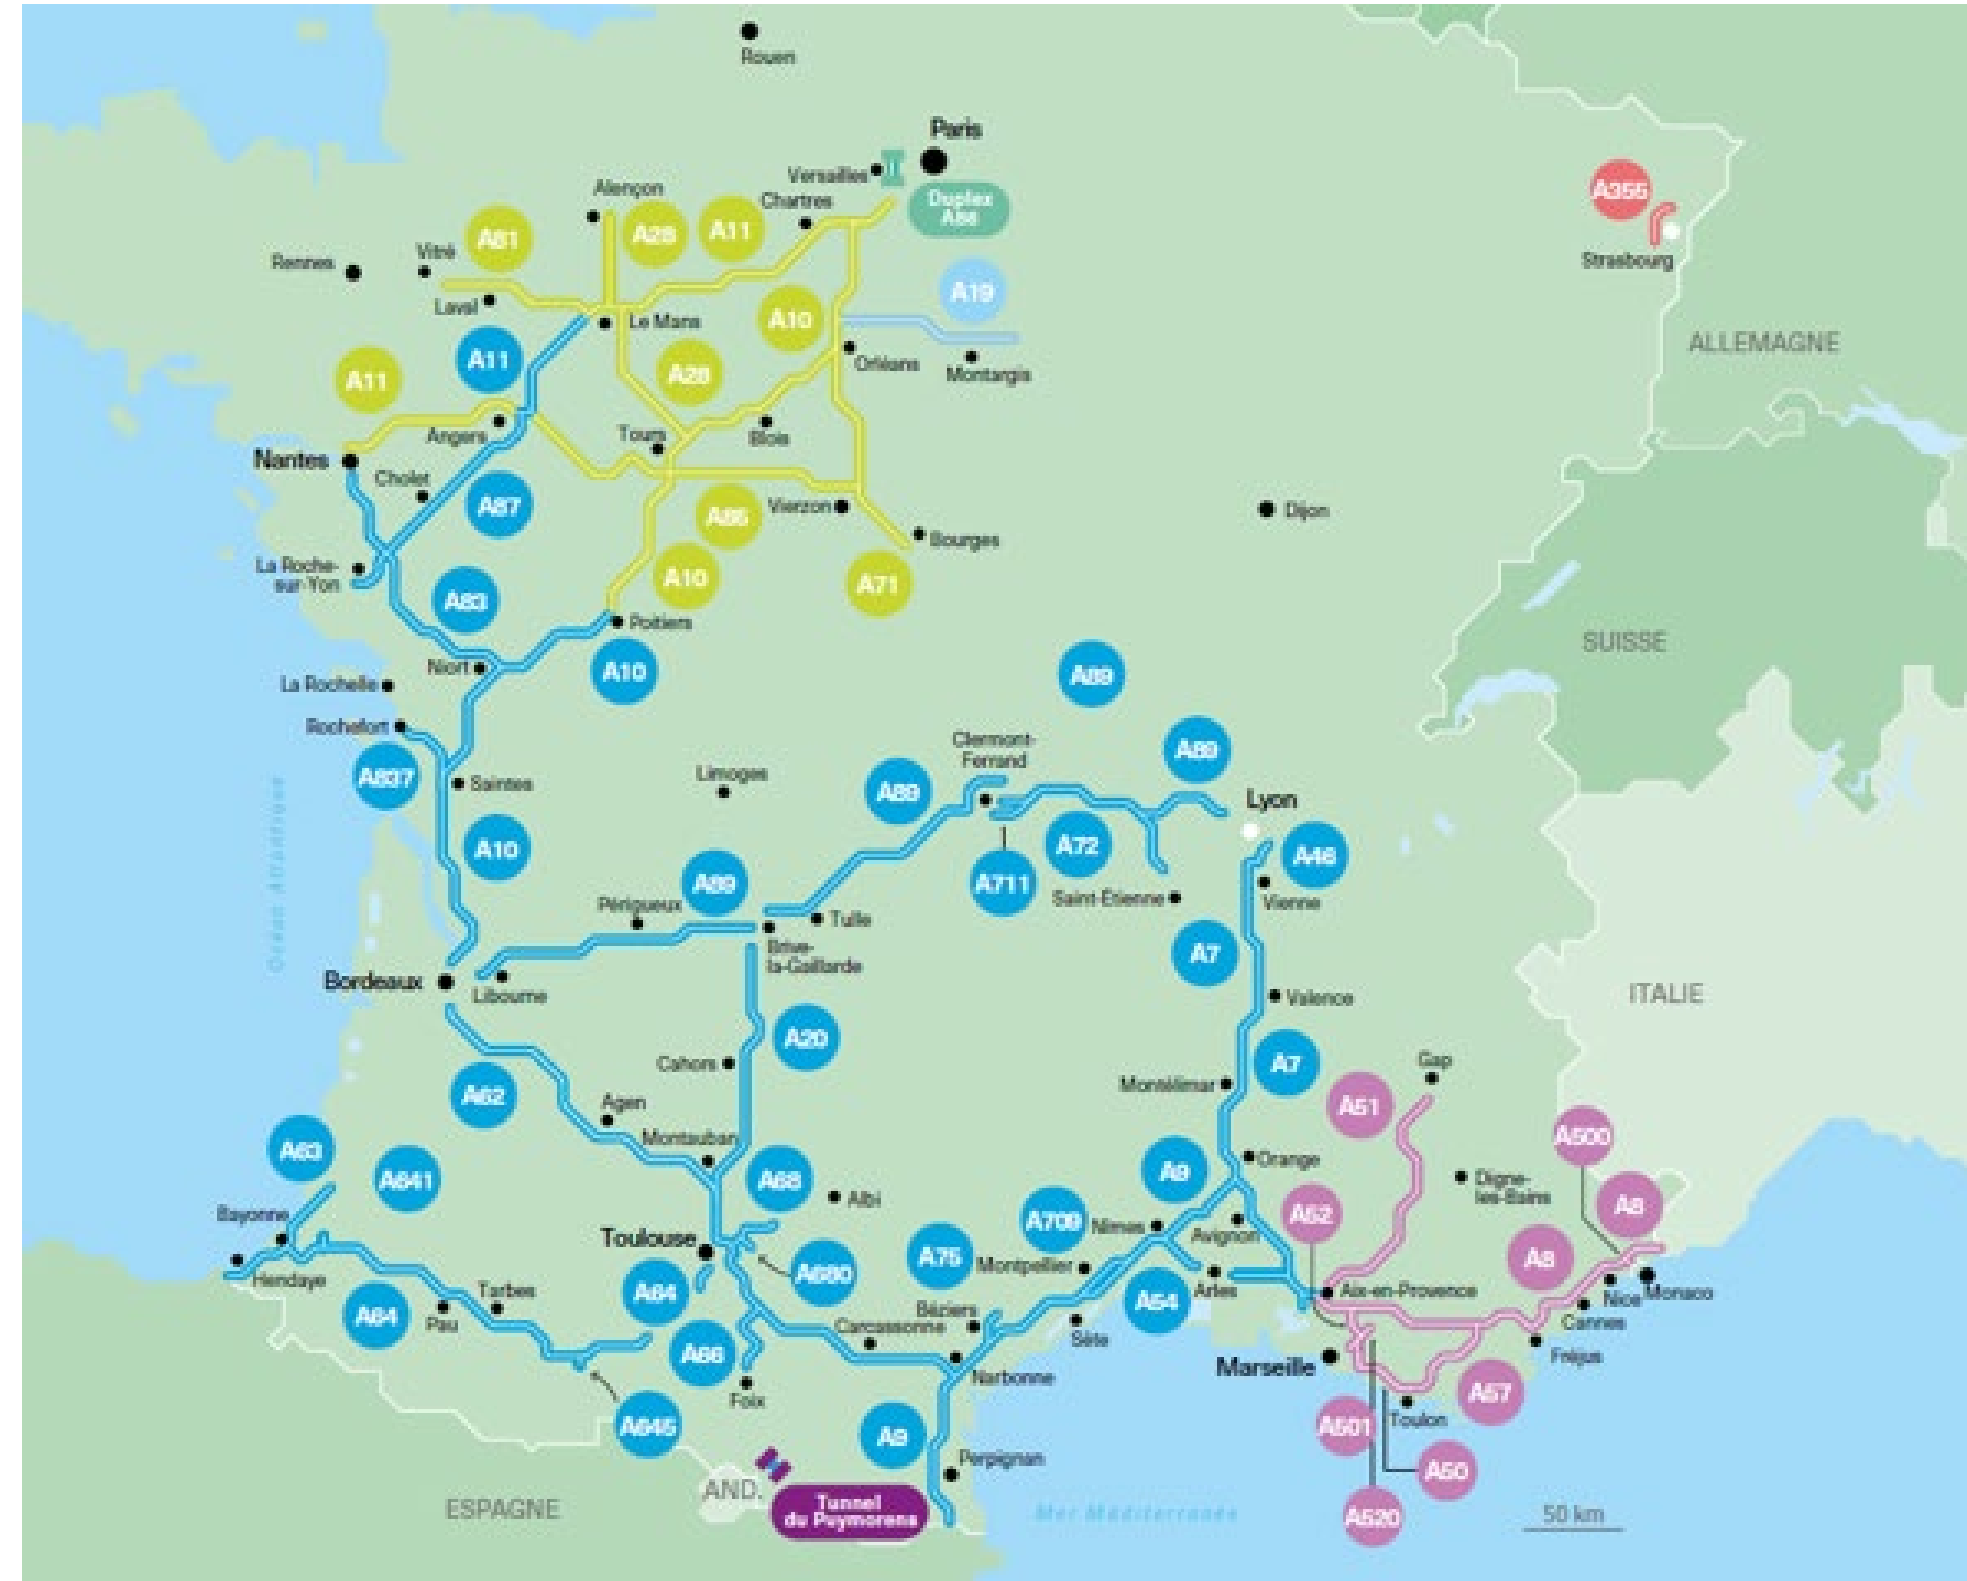 Rouen
Paris
Versailles
Duplex
A86
Alençon
Chartres
A28
A11
A81
A355
Strasbourg
Rennes
Vitré
Laval
A19
Le Mans
A10
A11
ALLEMAGNE
Orléans
Montargis
A11
A28
Angers
Tours
Blois
Nantes
Cholet
A87
A85
Vierzon
Dijon
Bourges
La Roche-
sur-Yon
A83
A10
A71
Poitiers
SUISSE
Niort
A10
A89
La Rochelle
Rochefort
A837
Saintes
Limoges
Clermont-
Ferrand
A89
A89
Lyon
A10
A72
A46
A89
A711
Saint-Etienne
Vienne
Périgueux
Tulle
Brive-
la-Gaillarde
A7
Océan Atlantique
Bordeaux
Libourne
Valence
ITALIE
A20
Cahors
A7
Gap
Montélimar
A62
Agen
A51
A500
Montauban
A63
A641
A68
Albi
A9
Orange
Digne-
les-Bains
A8
Bayonne
A709
Nîmes
Avignon
A52
Toulouse
A75
Montpellier
A8
Hendaye
A680
A64
A54
Arles
Aix-en-Provence
Nice
Monaco
Tarbes
A64
Pau
Béziers
Carcassonne
Sète
Cannes
A66
Marseille
Fréjus
Foix
Narbonne
A57
A645
A9
A501
Toulon
Perpignan
A50
AND.
ESPAGNE
Tunnel
du Puymorens
Mer Méditerranée
A520
50 km